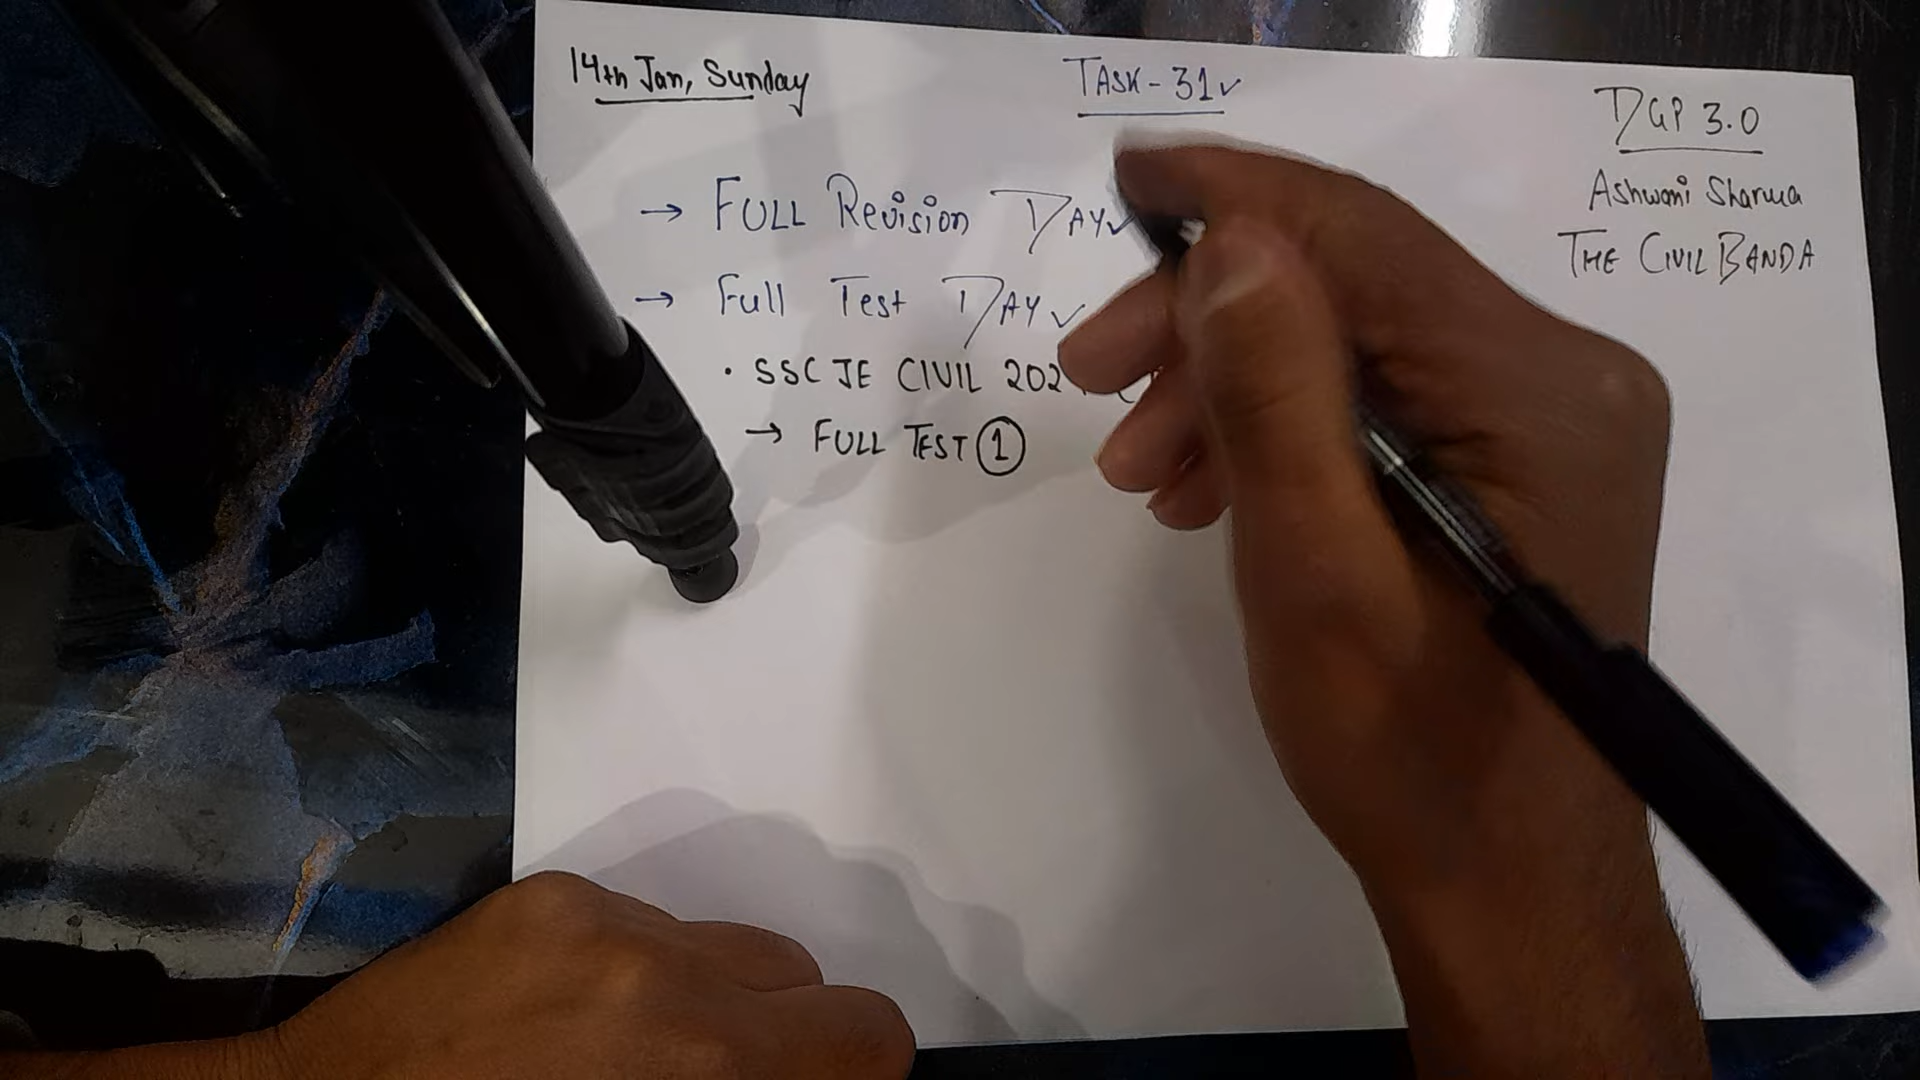 14th Jan, Sunday
TASK - 31 ✓
DGP 3.0
Ashwani Sharma
THE CIVIL BANDA
→ FULL Revision DAY ✓
→ Full Test DAY ✓
• SSC JE CIVIL
→ FULL TEST ①